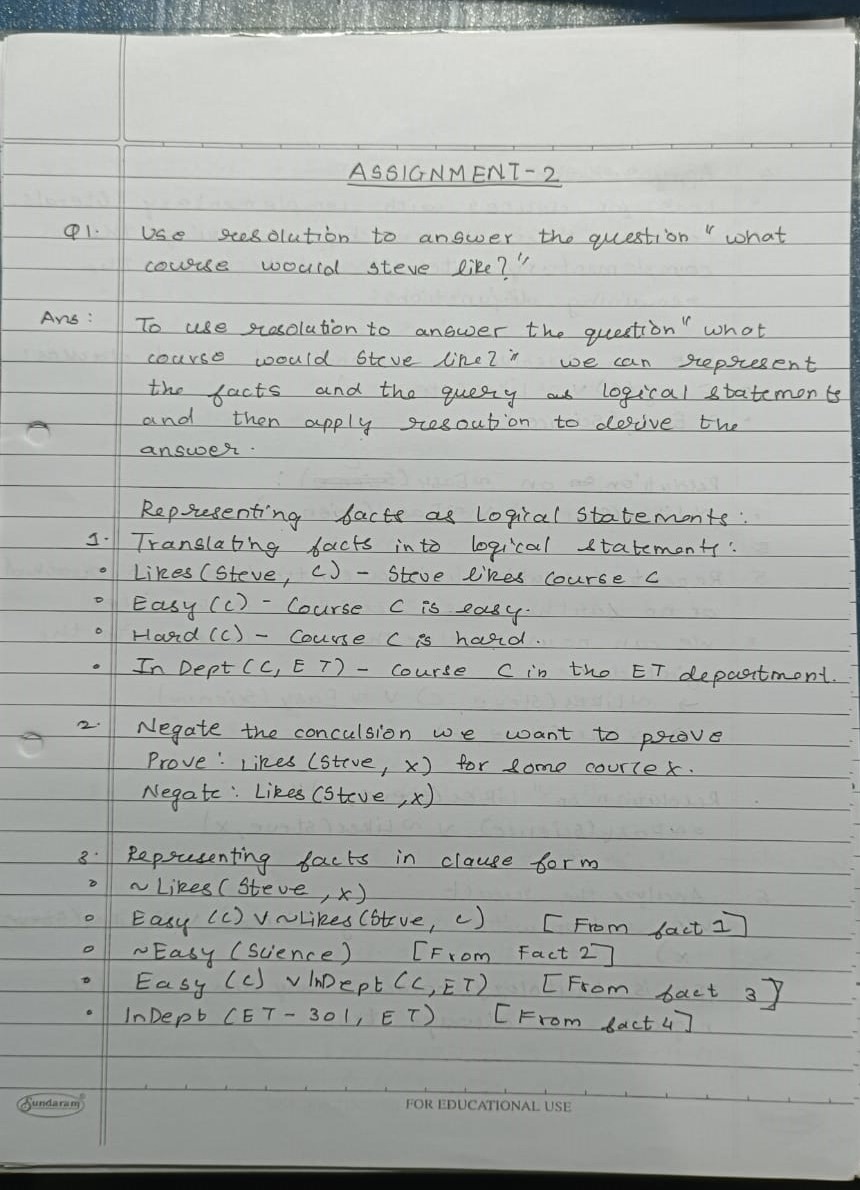 ASSIGNMENT-2
Q1. Use resolution to answer the question "what
course would steve like?"
Ans: To use resolation to answer the question" what
course would Steve like?" we can represent
the facts and the query as logical statements
and then apply resoution to derive the
answer.
Representing facts as Logical Statements:
1. Translating facts into logical statements:
• Likes (Steve, C) - Steve likes course C
• Easy (C) - Course C is easy.
• Hard (C) - Course C is hard.
• In Dept (C, ET) - course C in the ET department.
2. Negate the conculsion we want to prove
Prove: Likes (Steve, x) for some cource x.
Negate: Likes (Steve, x)
3. Representing facts in clause form
• ~Likes (Steve, x)
• Easy (C) v ~Likes (Steve, c) [From fact 1]
• ~Easy (Science) [From Fact 2]
• Easy (C) v InDept (C, ET) [From fact 3]
• InDept (ET-301, ET) [From fact 4]
Sundaram® FOR EDUCATIONAL USE